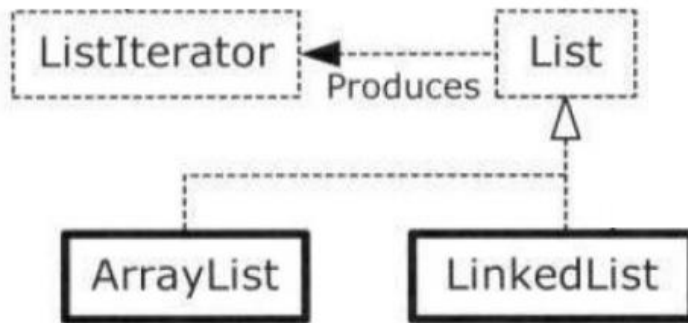 ListIterator
List
Produces
ArrayList
LinkedList